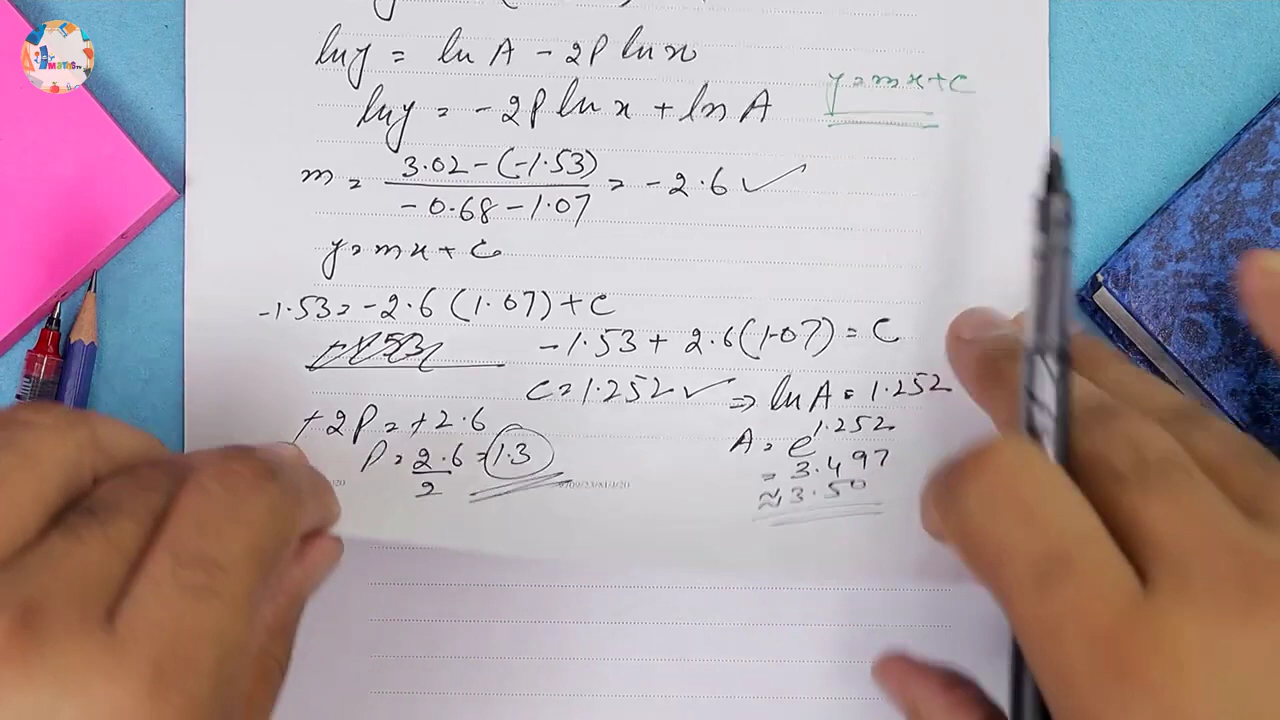 ln y = ln A - 2P ln x
ln y = -2P ln x + ln A
y = mx + C
m = 3.02 - (-1.53) / -0.68 - 1.07 = -2.6 ✓
y = mx + C
-1.53 = -2.6 (1.07) + C
-1.53 + 2.6(1.07) = C
C = 1.252 ✓ ⇒ ln A = 1.252
+2P = +2.6
A = e^1.252
P = 2.6 / 2 = 1.3
= 3.497
≈ 3.50
MATHS